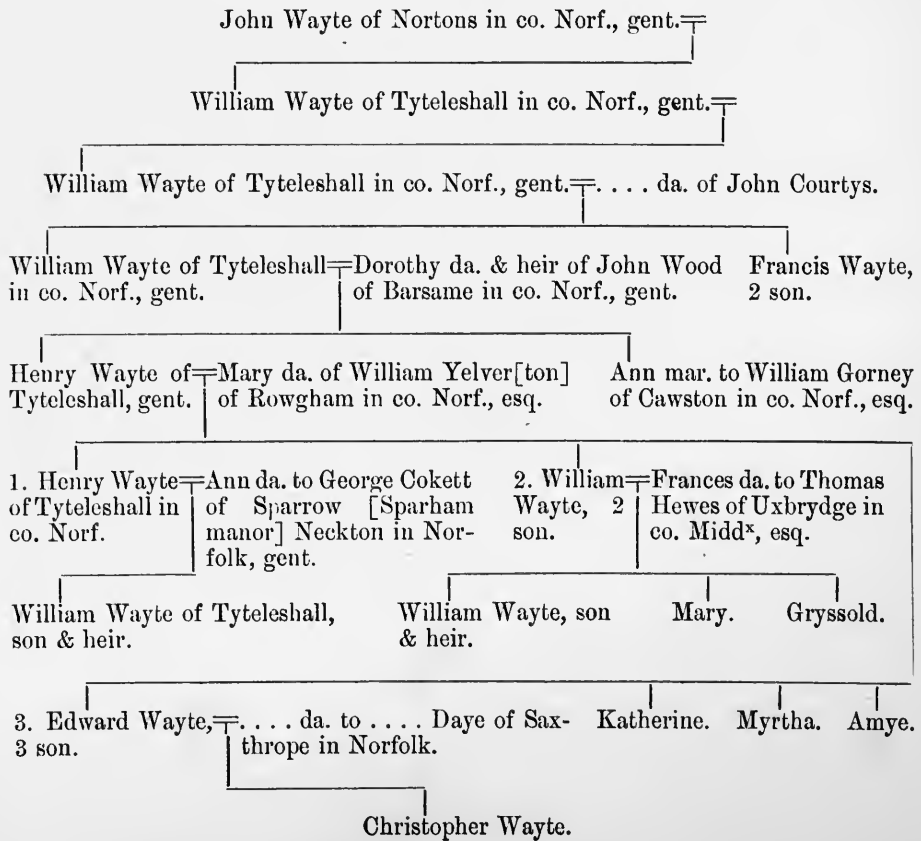 John Wayte of Nortons in co. Norf., gent.
William Wayte of Tyteleshall in co. Norf., gent.
William Wayte of Tyteleshall in co. Norf., gent. . . . . da. of John Courtys.
William Wayte of Tyteleshall
in co. Norf., gent.
Dorothy da. & heir of John Wood
of Barsame in co. Norf., gent.
Francis Wayte,
2 son.
Henry Wayte of
Tyteleshall, gent.
Mary da. of William Yelver[ton]
of Rowgham in co. Norf., esq.
Ann mar. to William Gorney
of Cawston in co. Norf., esq.
1. Henry Wayte
of Tyteleshall in
co. Norf.
Ann da. to George Cokett
of Sparrow [Sparham
manor] Neckton in Nor-
folk, gent.
2. William
Wayte, 2
son.
Frances da. to Thomas
Hewes of Uxbrydge in
co. Middˣ, esq.
William Wayte of Tyteleshall,
son & heir.
William Wayte, son
& heir.
Mary.
Gryssold.
3. Edward Wayte,
3 son.
. . . . da. to . . . . Daye of Sax-
thrope in Norfolk.
Katherine.
Myrtha.
Amye.
Christopher Wayte.